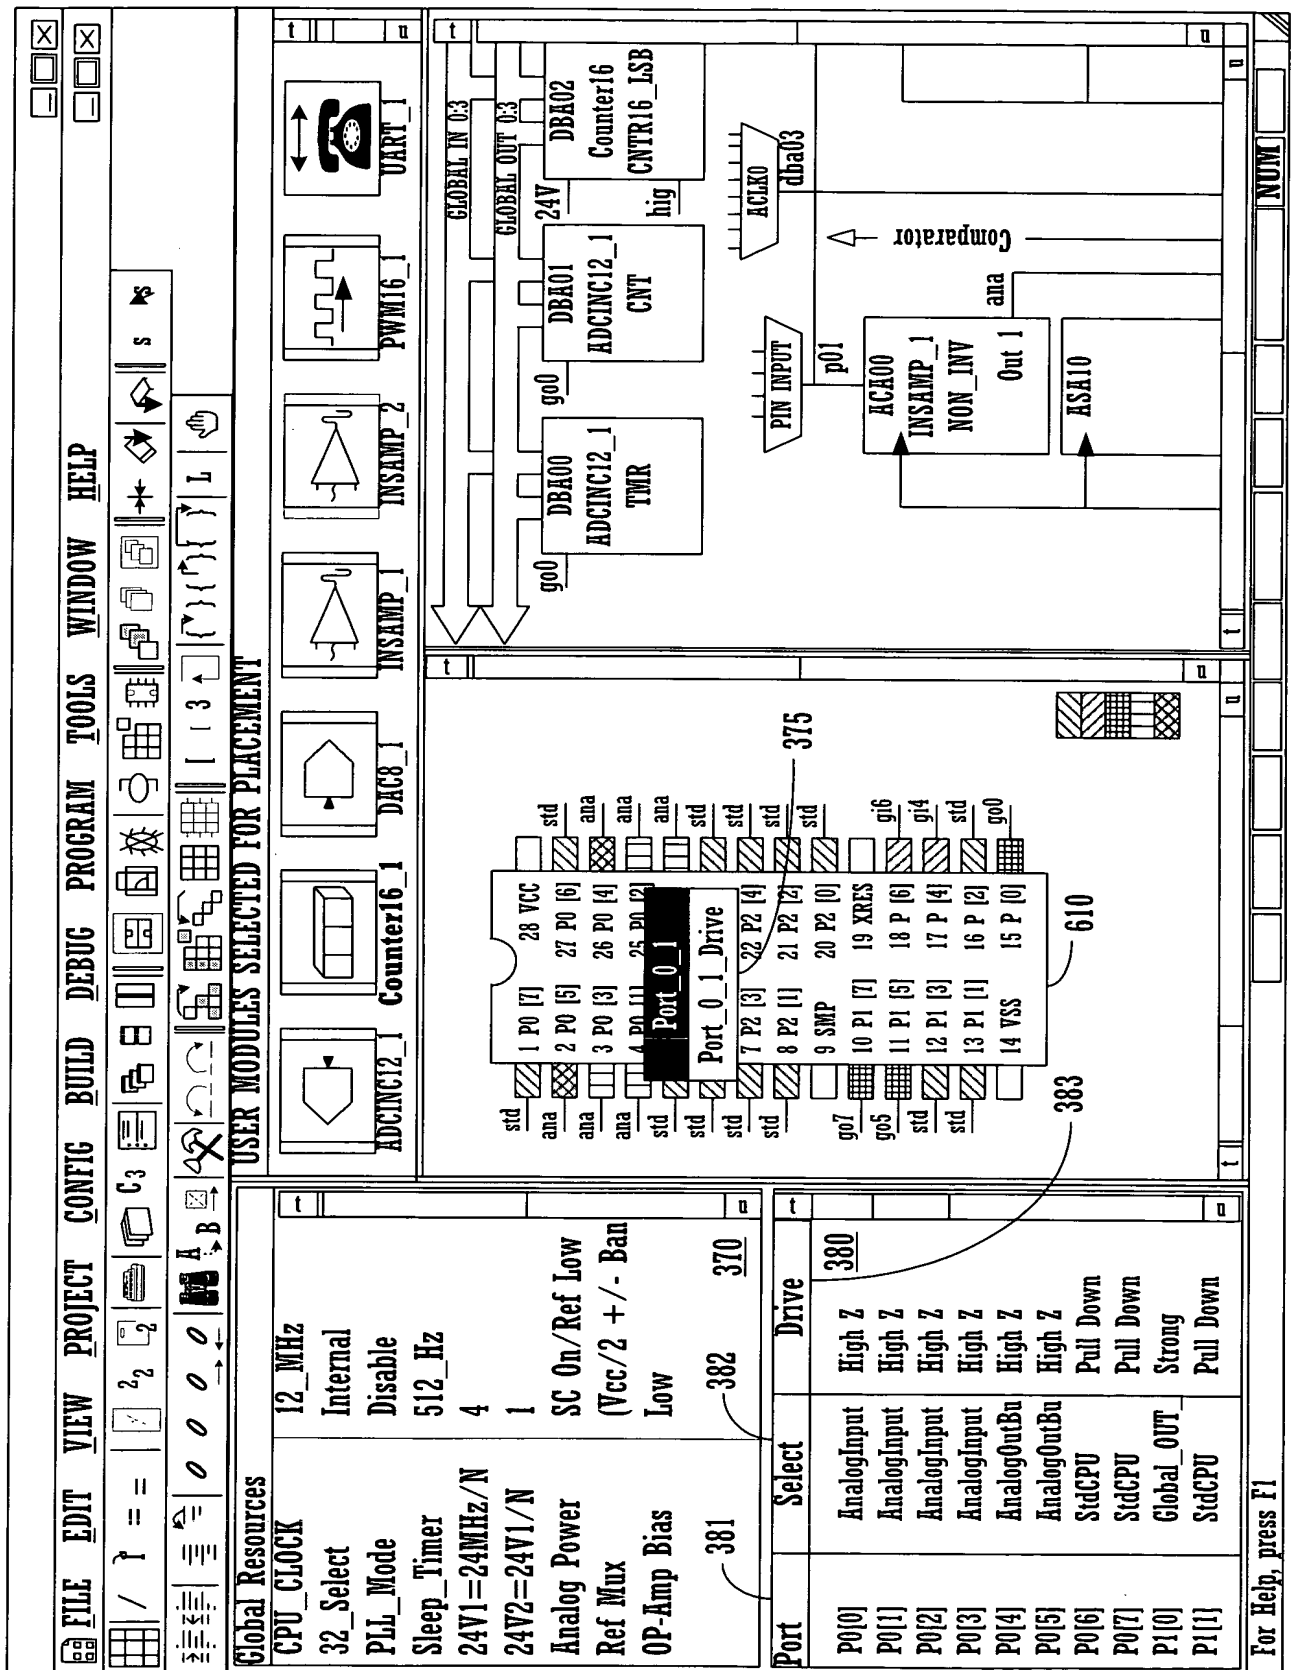 FILE EDIT VIEW PROJECT CONFIG BUILD DEBUG PROGRAM TOOLS WINDOW HELP
C3
A
B
L
s s
Global Resources
CPU_CLOCK 12_MHz
32_Select Internal
PLL_Mode Disable
Sleep_Timer 512_Hz
24V1=24MHz/N 4
24V2=24V1/N 1
Analog Power SC On/Ref Low
Ref Mux (Vcc/2 +/- Ban
OP-Amp Bias Low
370
t
u
381
382
Port Select Drive
380
P0[0] AnalogInput High Z
P0[1] AnalogInput High Z
P0[2] AnalogInput High Z
P0[3] AnalogInput High Z
P0[4] AnalogOutBu High Z
P0[5] AnalogOutBu High Z
P0[6] StdCPU Pull Down
P0[7] StdCPU Pull Down
P1[0] Global_OUT_ Strong
P1[1] StdCPU Pull Down
t
u
383
USER MODULES SELECTED FOR PLACEMENT
ADCINC12_1 Counter16_1 DAC8_1 INSAMP_1 INSAMP_2 PWM16_1 UART_1
t
u
std 1 P0 [7] 28 VCC
ana 2 P0 [5] 27 P0 [6] std
ana 3 P0 [3] 26 P0 [4] ana
ana 4 P0 [1] 25 P0 [2] ana
std Port_0_1 ana
std Port_0_1_Drive std
std 7 P2 [3] 22 P2 [4] std
std 8 P2 [1] 21 P2 [2] std
9 SMP 20 P2 [0] std
go7 10 P1 [7] 19 XRES
go5 11 P1 [5] 18 P [6] gi6
std 12 P1 [3] 17 P [4] gi4
std 13 P1 [1] 16 P [2] std
14 VSS 15 P [0] go0
375
610
t
u
t
u
GLOBAL IN 0:3
GLOBAL OUT 0:3
go0
DBA00
ADCINC12_1
TMR
go0
DBA01
ADCINC12_1
CNT
24V
hig
DBA02
Counter16
CNTR16_LSB
PIN INPUT
p01
ACLK0
dba03
Comparator
ACA00
INSAMP_1
NON_INV
Out 1
ana
ASA10
t
u
t
u
For Help, press F1
NUM